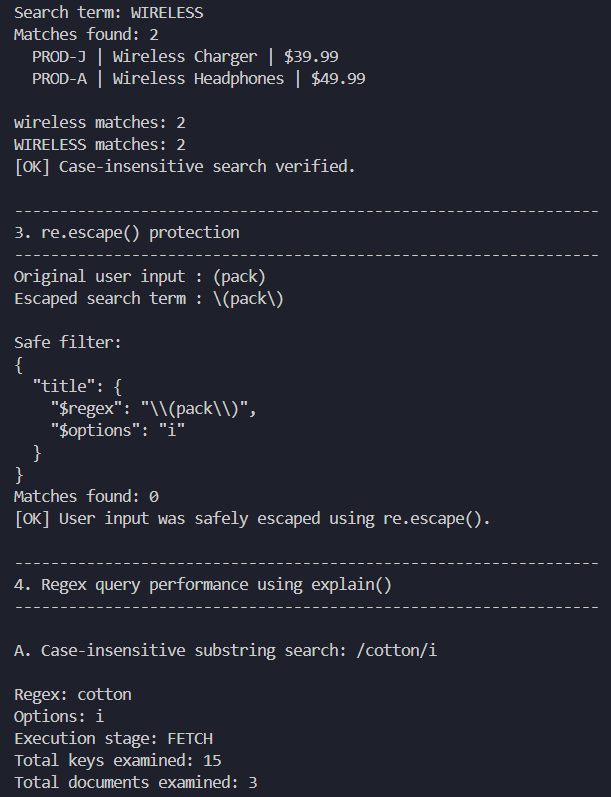 Search term: WIRELESS
Matches found: 2
  PROD-J | Wireless Charger | $39.99
  PROD-A | Wireless Headphones | $49.99

wireless matches: 2
WIRELESS matches: 2
[OK] Case-insensitive search verified.

-----------------------------------------------------------------
3. re.escape() protection
-----------------------------------------------------------------
Original user input : (pack)
Escaped search term : \(pack\)

Safe filter:
{
  "title": {
    "$regex": "\\(pack\\)",
    "$options": "i"
  }
}
Matches found: 0
[OK] User input was safely escaped using re.escape().

-----------------------------------------------------------------
4. Regex query performance using explain()
-----------------------------------------------------------------

A. Case-insensitive substring search: /cotton/i

Regex: cotton
Options: i
Execution stage: FETCH
Total keys examined: 15
Total documents examined: 3